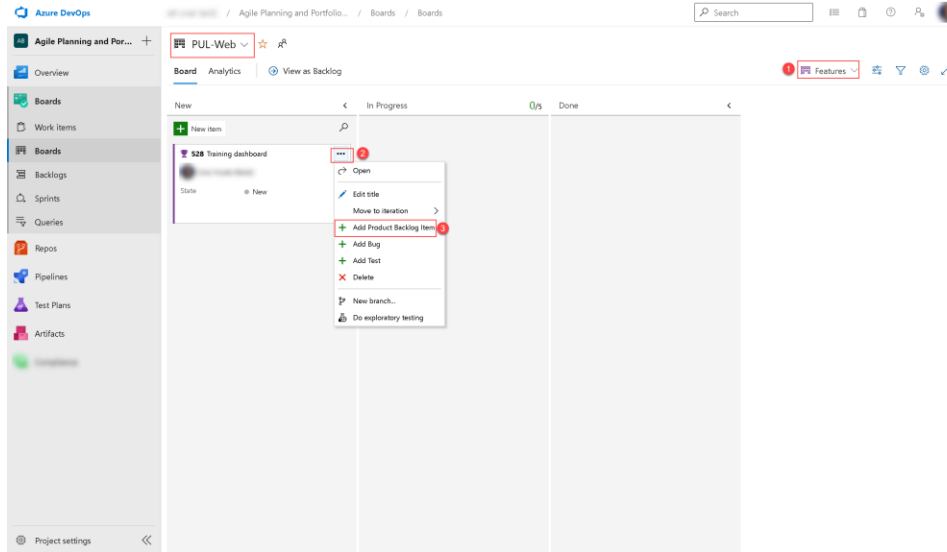 Azure DevOps
/ Agile Planning and Portfolio... / Boards / Boards
Search
AB Agile Planning and Por...
PUL-Web
Overview
Board Analytics View as Backlog
1 Features
Boards
New In Progress 0/5 Done
Work items
New item
Boards
528 Training dashboard
2
Open
Backlogs
State New
Edit title
Sprints
Move to iteration
Queries
Add Product Backlog Item 3
Add Bug
Repos
Add Test
Pipelines
Delete
New branch...
Test Plans
Do exploratory testing
Artifacts
Project settings